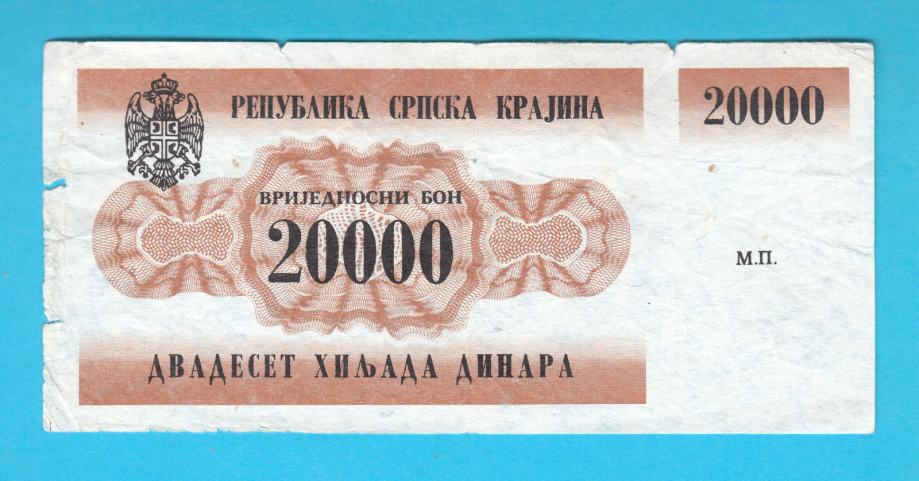 РЕПУБЛИКА СРПСКА КРАЈИНА
20000
ВРИЈЕДНОСНИ БОН
20000
М.П.
ДВАДЕСЕТ ХИЉАДА ДИНАРА